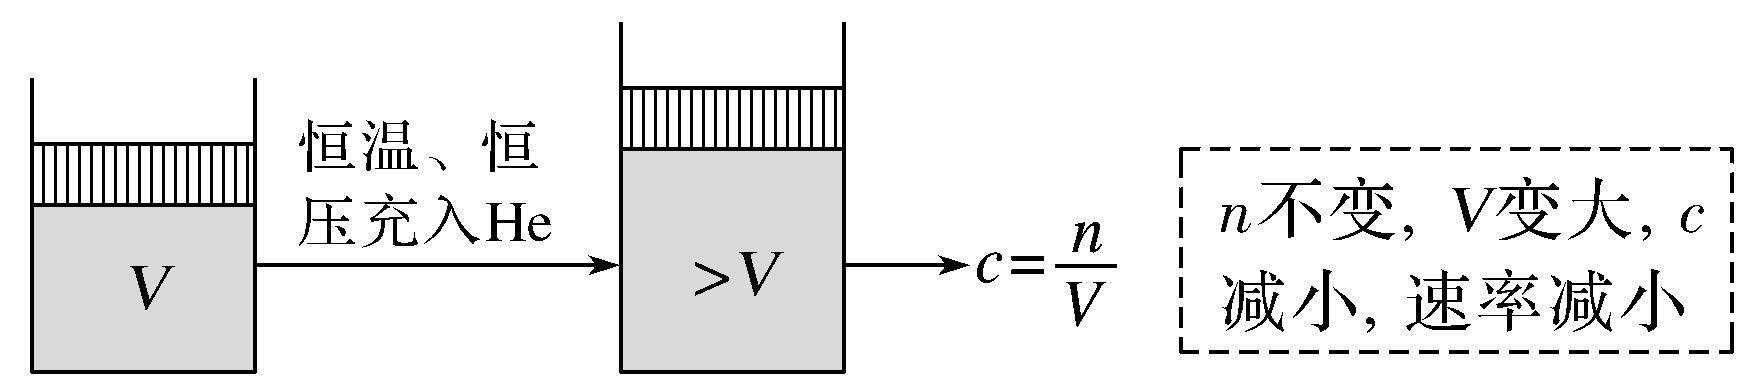 V
恒温、恒
压充入He
>V
c=n/V
n不变, V变大, c
减小, 速率减小